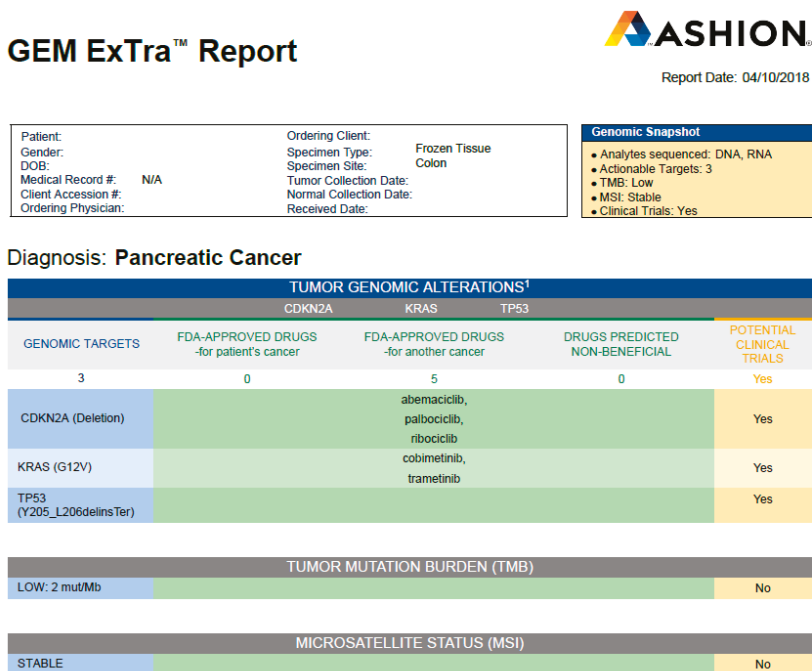 GEM ExTra™ Report
ASHION
Report Date: 04/10/2018
Patient:
Gender:
DOB:
Medical Record #: N/A
Client Accession #:
Ordering Physician:
Ordering Client:
Specimen Type: Frozen Tissue
Specimen Site: Colon
Tumor Collection Date:
Normal Collection Date:
Received Date:
Genomic Snapshot
• Analytes sequenced: DNA, RNA
• Actionable Targets: 3
• TMB: Low
• MSI: Stable
• Clinical Trials: Yes
Diagnosis: Pancreatic Cancer
TUMOR GENOMIC ALTERATIONS¹
CDKN2A KRAS TP53
GENOMIC TARGETS
FDA-APPROVED DRUGS
-for patient's cancer
FDA-APPROVED DRUGS
-for another cancer
DRUGS PREDICTED
NON-BENEFICIAL
POTENTIAL
CLINICAL
TRIALS
3 0 5 0 Yes
CDKN2A (Deletion)
abemaciclib,
palbociclib,
ribociclib
Yes
KRAS (G12V)
cobimetinib,
trametinib
Yes
TP53
(Y205_L206delinsTer)
Yes
TUMOR MUTATION BURDEN (TMB)
LOW: 2 mut/Mb No
MICROSATELLITE STATUS (MSI)
STABLE No